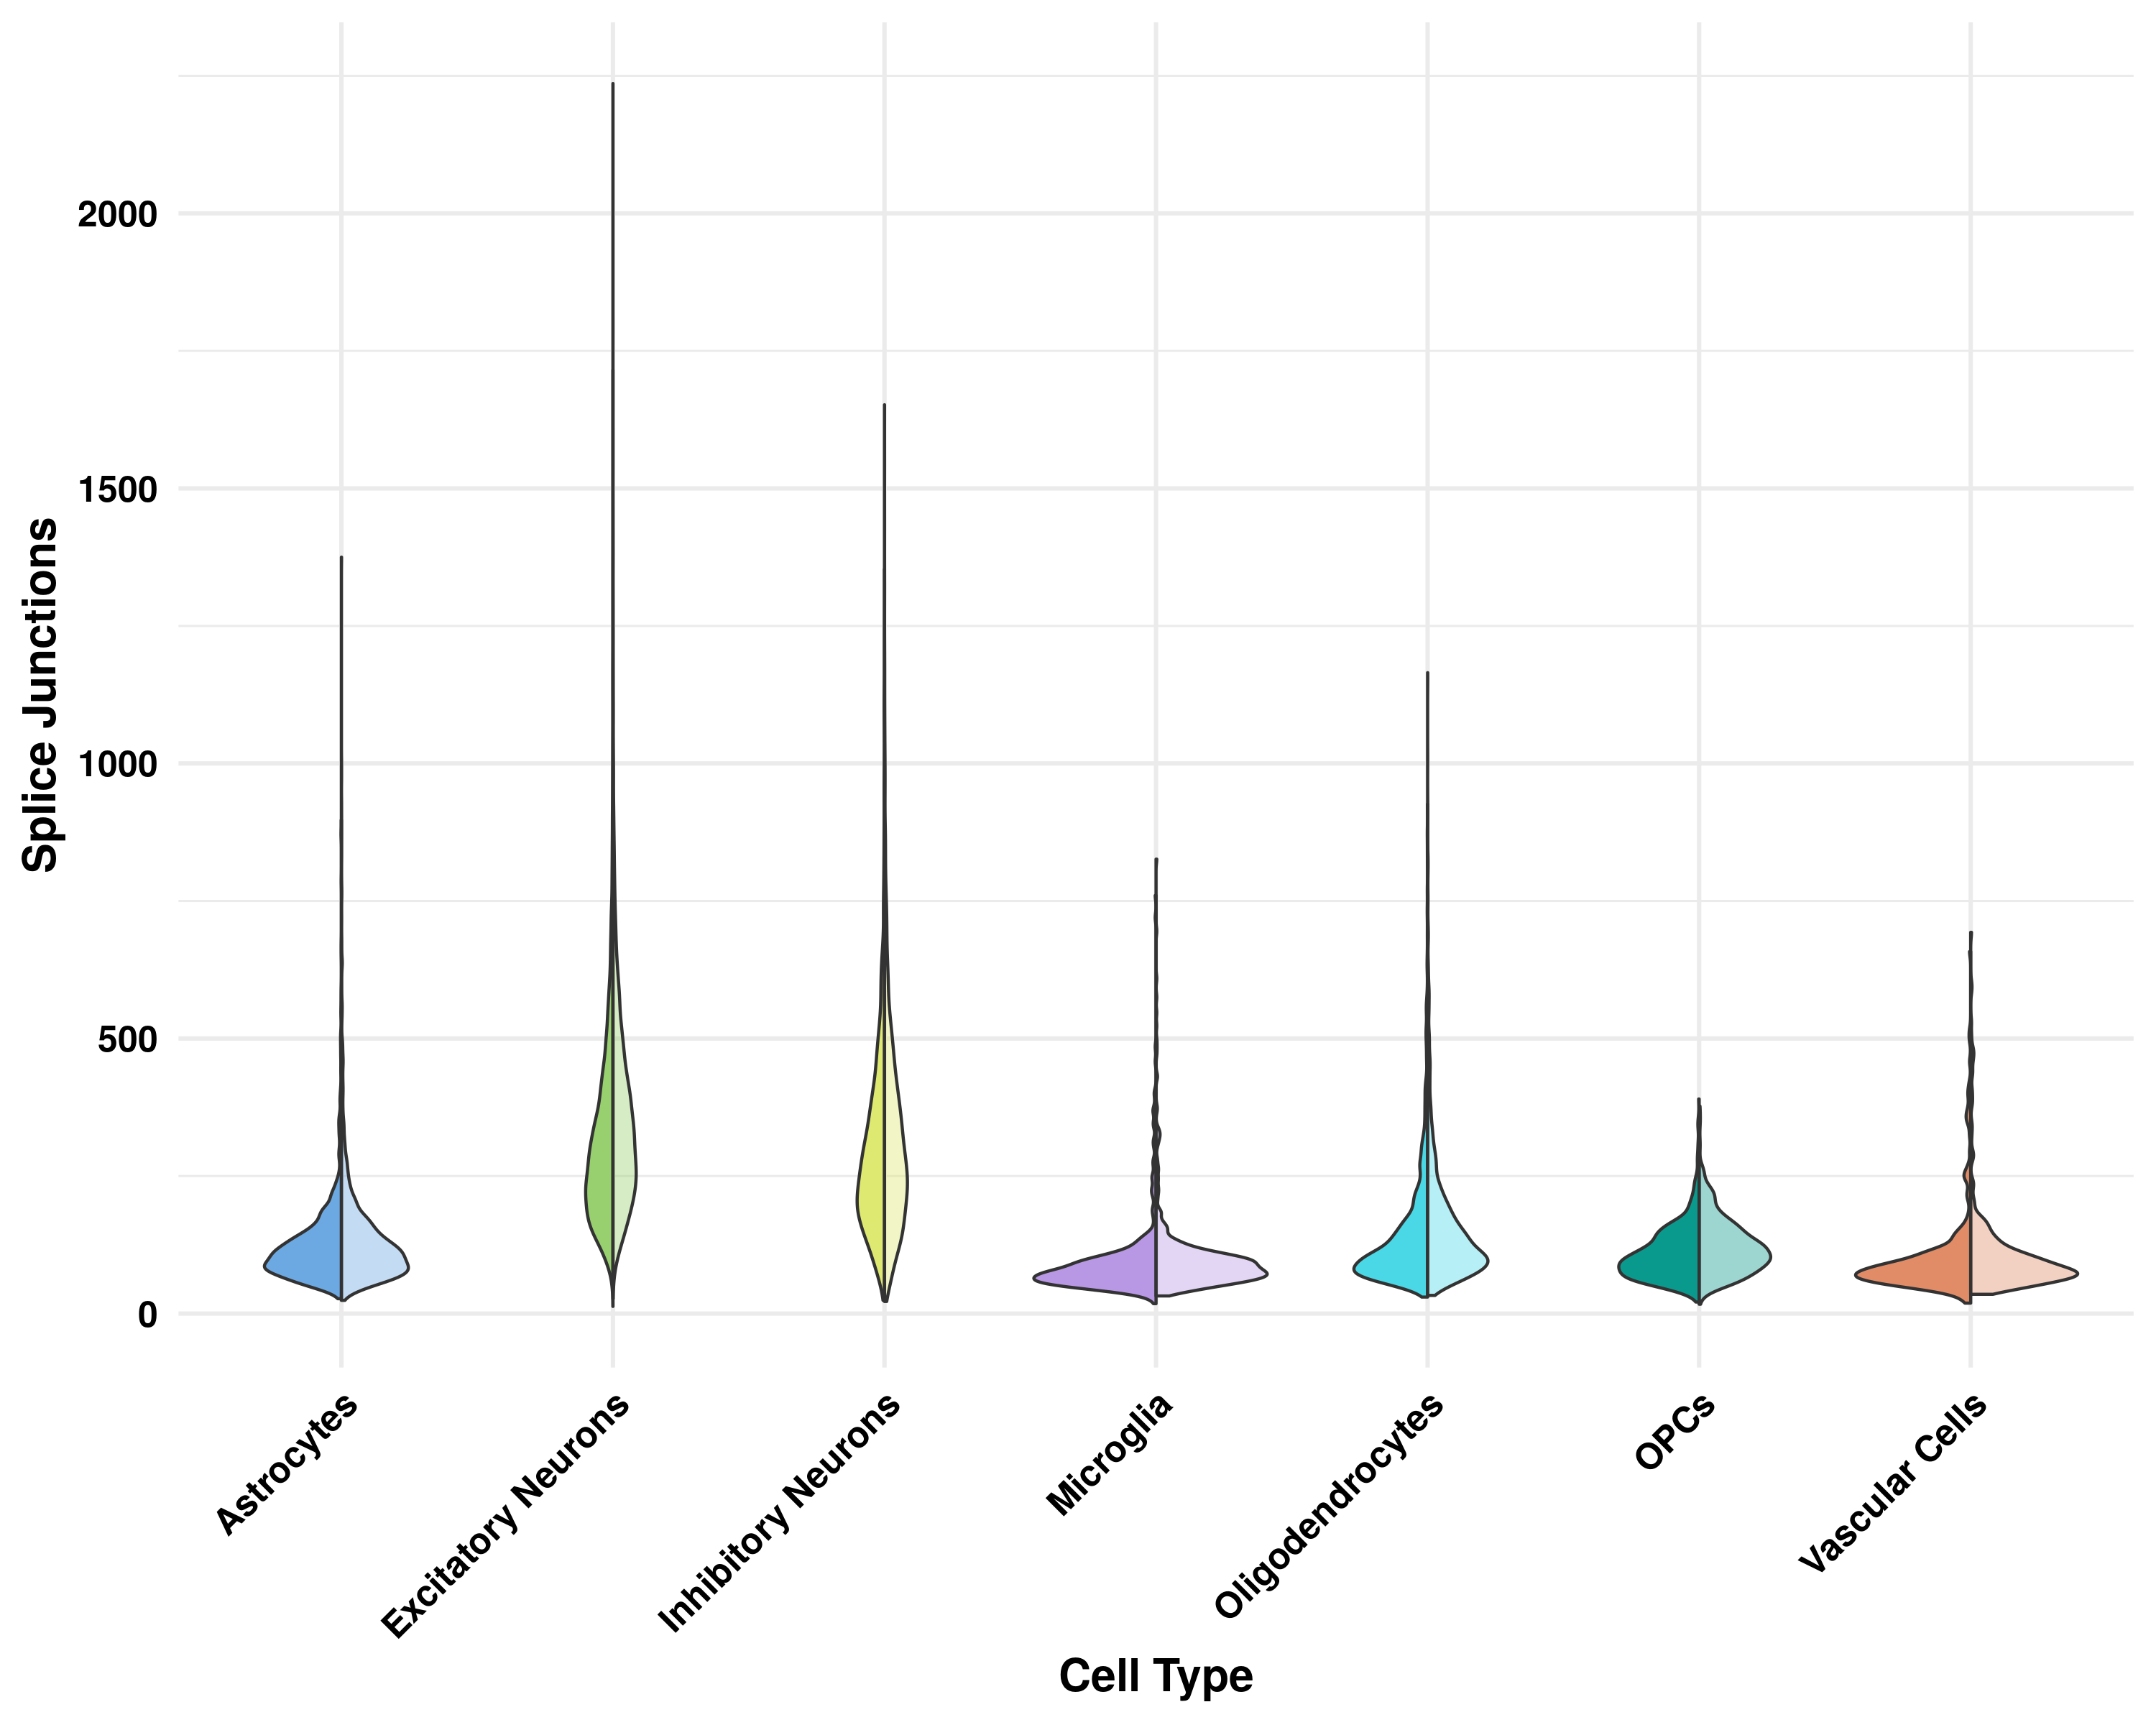 Splice Junctions
2000
1500
1000
500
0
Astrocytes
Excitatory Neurons
Inhibitory Neurons
Microglia
Oligodendrocytes
OPCs
Vascular Cells
Cell Type